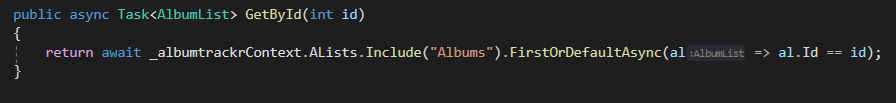 public async Task<AlbumList> GetById(int id)
{
return await _albumtrackrContext.ALists.Include("Albums").FirstOrDefaultAsync(al :AlbumList => al.Id == id);
}